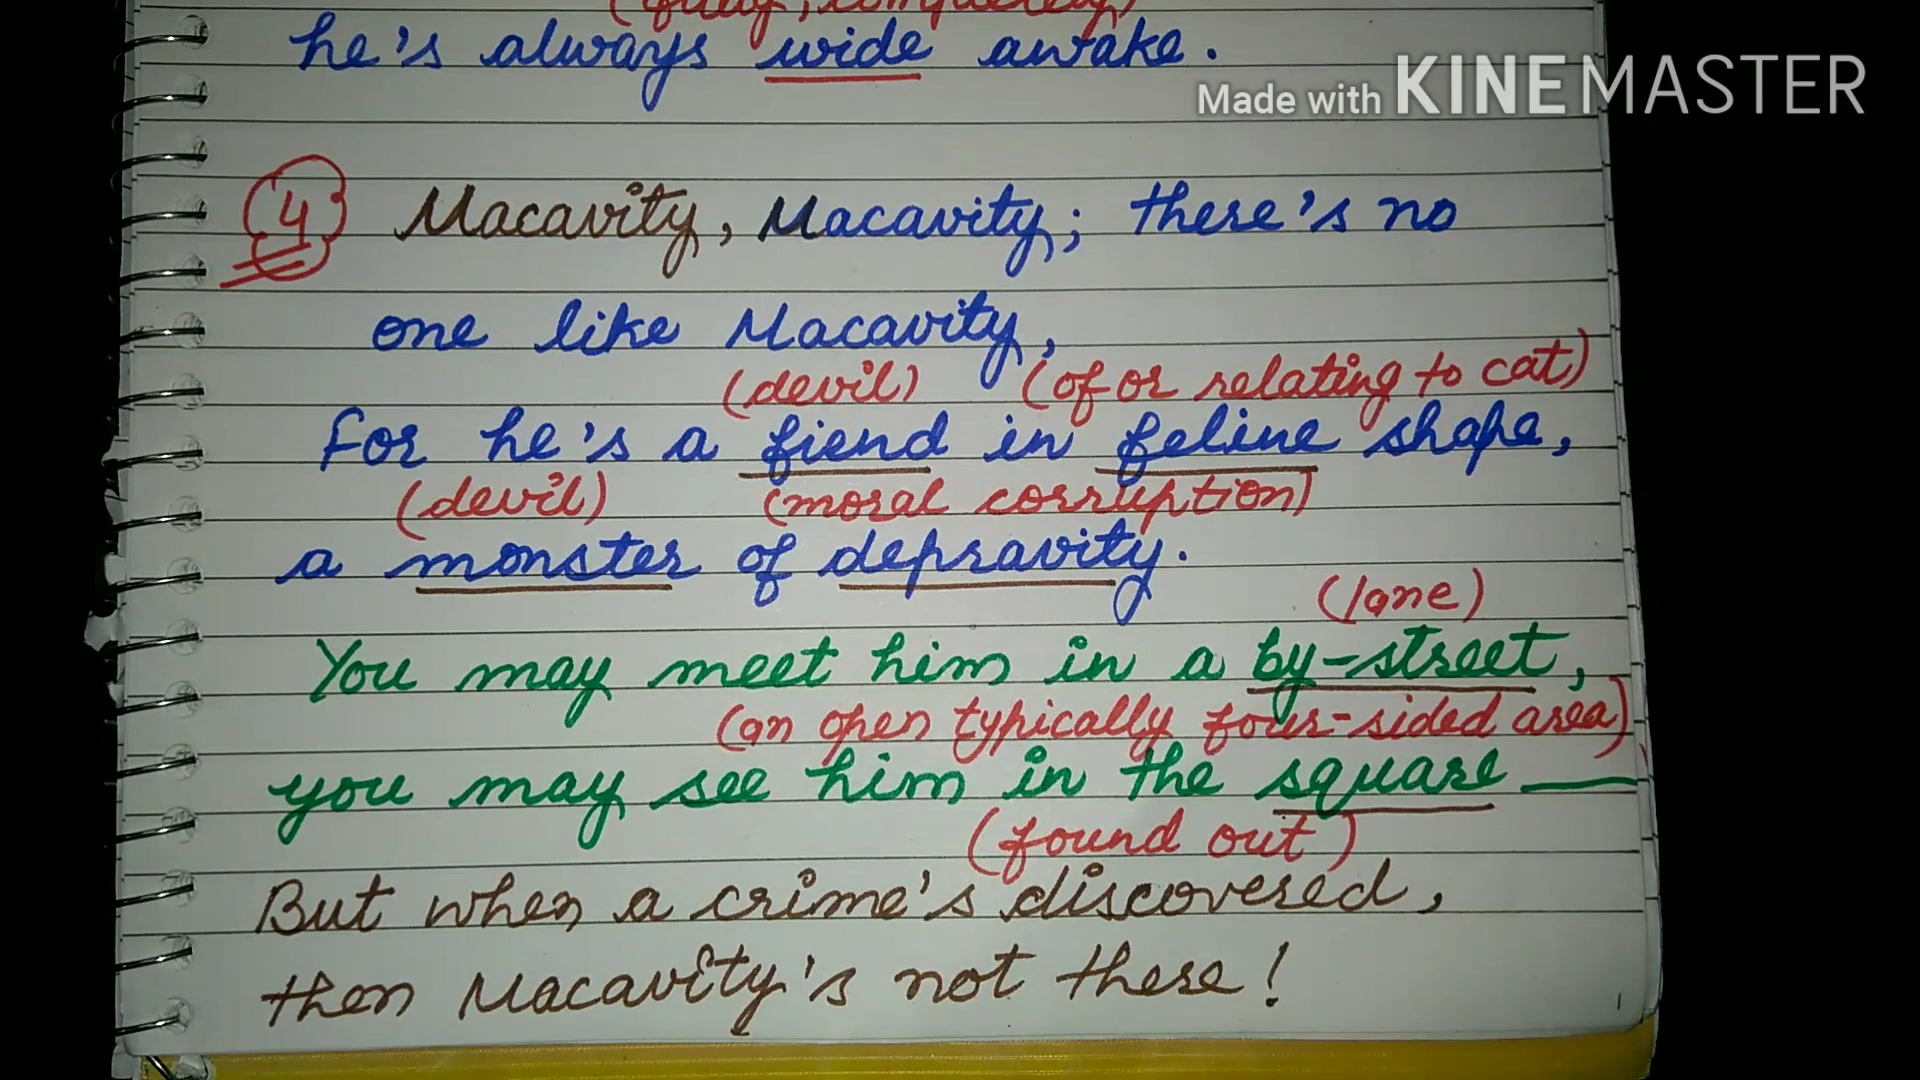 (fully, completely)
he's always wide awake.
Made with KINEMASTER
4 Macavity, Macavity; there's no
one like Macavity,
(devil) (of or relating to cat)
For he's a fiend in feline shape,
(devil) (moral corruption)
a monster of depravity.
(lane)
You may meet him in a by-street,
(an open typically four-sided area)
you may see him in the square —
(found out)
But when a crime's discovered,
then Macavity's not there!